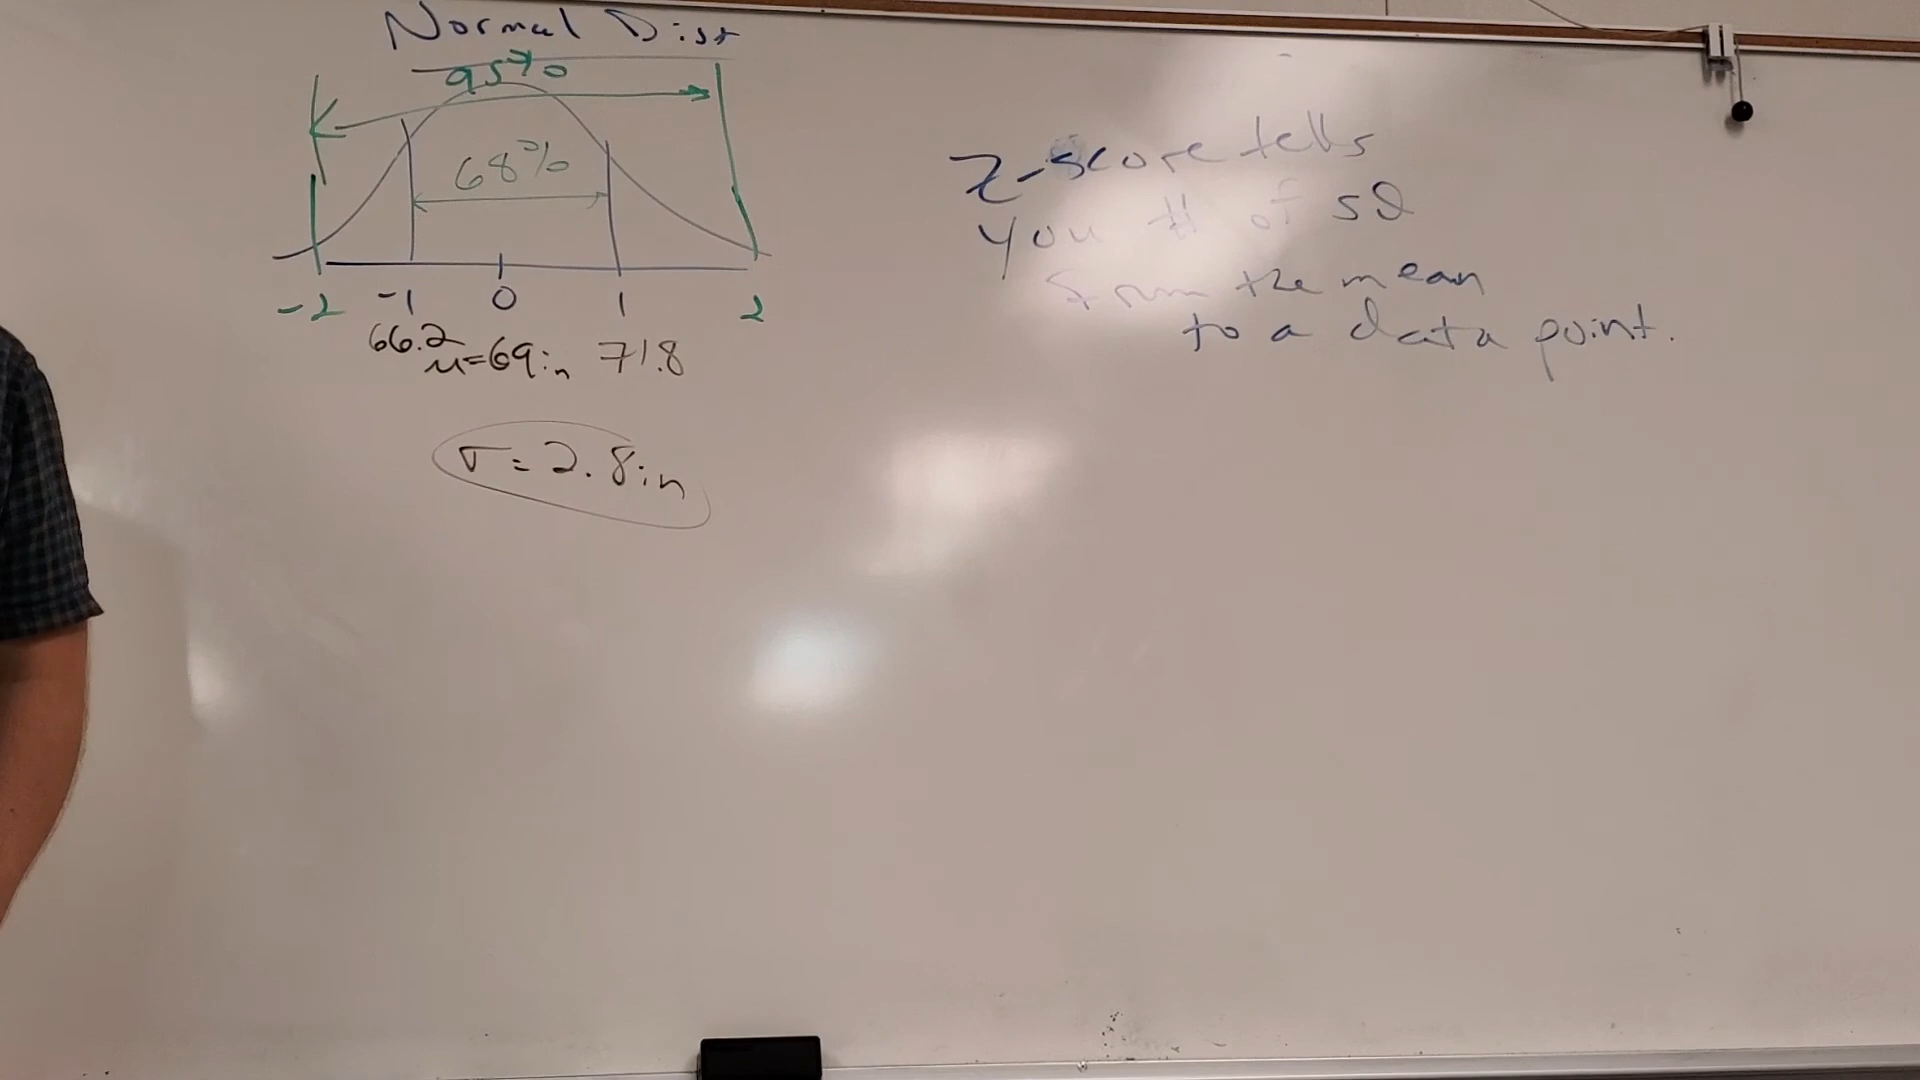 Normal Dist
95%
68%
-2 -1 0 1 2
66.2 μ=69in 71.8
σ=2.8in
Z-score tells
you # of SD
from the mean
to a data point.